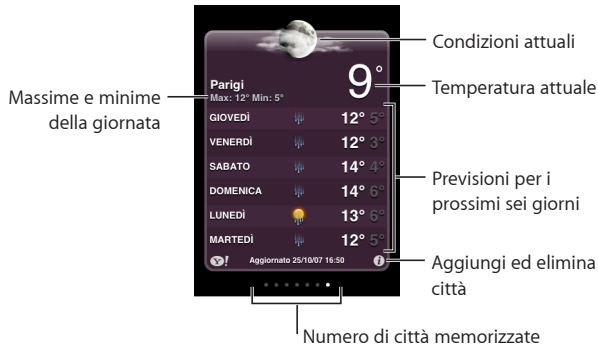 Condizioni attuali
Parigi
Max: 12° Min: 5°
9°
Temperatura attuale
Massime e minime
della giornata
GIOVEDÌ 12° 5°
VENERDÌ 12° 3°
SABATO 14° 4°
DOMENICA 14° 6°
LUNEDÌ 13° 6°
MARTEDÌ 12° 5°
Previsioni per i
prossimi sei giorni
Y! Aggiornato 25/10/07 16:50 i
Aggiungi ed elimina
città
Numero di città memorizzate